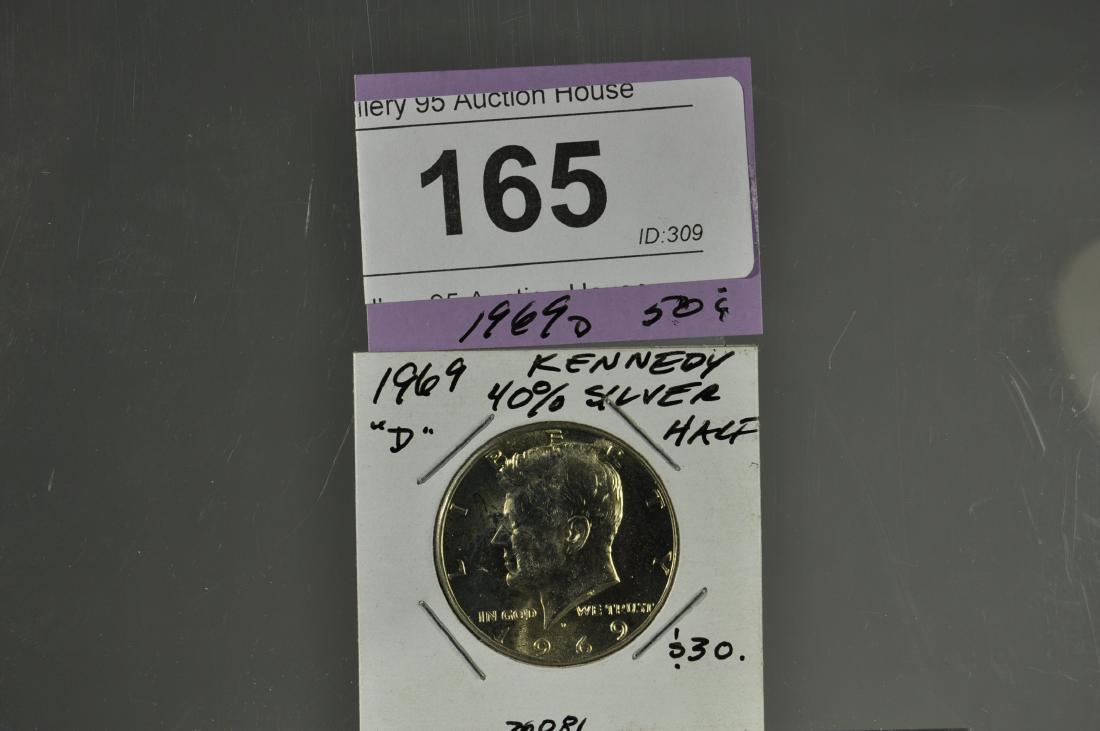 llery 95 Auction House
165
ID:309
1969D 50¢
1969 KENNEDY
"D" 40% SILVER
HALF
LIBERTY
IN GOD WE TRUST
1969
$30.